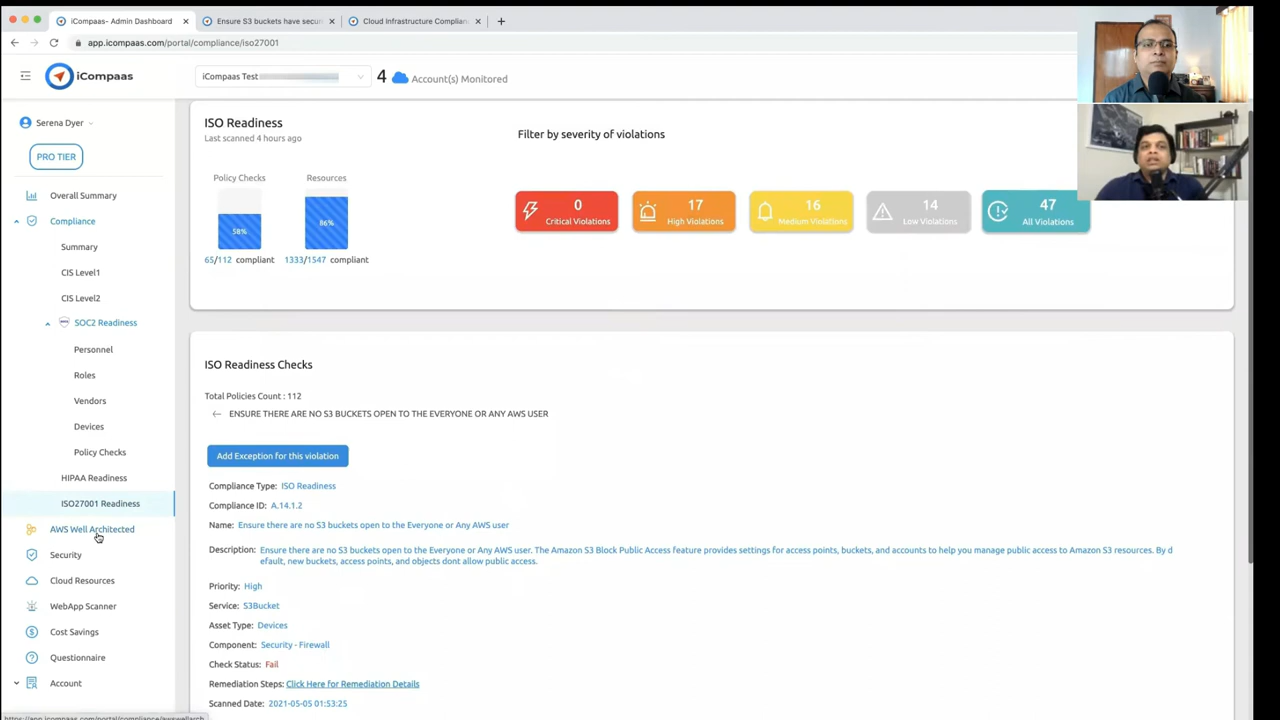 iCompaas- Admin Dashboard
Ensure S3 buckets have secur
Cloud Infrastructure Complian
app.icompaas.com/portal/compliance/iso27001
iCompaas
iCompaas Test
4 Account(s) Monitored
Serena Dyer
PRO TIER
Overall Summary
Compliance
Summary
CIS Level1
CIS Level2
SOC2 Readiness
Personnel
Roles
Vendors
Devices
Policy Checks
HIPAA Readiness
ISO27001 Readiness
AWS Well Architected
Security
Cloud Resources
WebApp Scanner
Cost Savings
Questionnaire
Account
ISO Readiness
Last scanned 4 hours ago
Policy Checks
58%
65/112 compliant
Resources
86%
1333/1547 compliant
Filter by severity of violations
0
Critical Violations
17
High Violations
16
Medium Violations
14
Low Violations
47
All Violations
ISO Readiness Checks
Total Policies Count : 112
ENSURE THERE ARE NO S3 BUCKETS OPEN TO THE EVERYONE OR ANY AWS USER
Add Exception for this violation
Compliance Type: ISO Readiness
Compliance ID: A.14.1.2
Name: Ensure there are no S3 buckets open to the Everyone or Any AWS user
Description: Ensure there are no S3 buckets open to the Everyone or Any AWS user. The Amazon S3 Block Public Access feature provides settings for access points, buckets, and accounts to help you manage public access to Amazon S3 resources. By d
efault, new buckets, access points, and objects dont allow public access.
Priority: High
Service: S3Bucket
Asset Type: Devices
Component: Security - Firewall
Check Status: Fail
Remediation Steps: Click Here for Remediation Details
Scanned Date: 2021-05-05 01:53:25